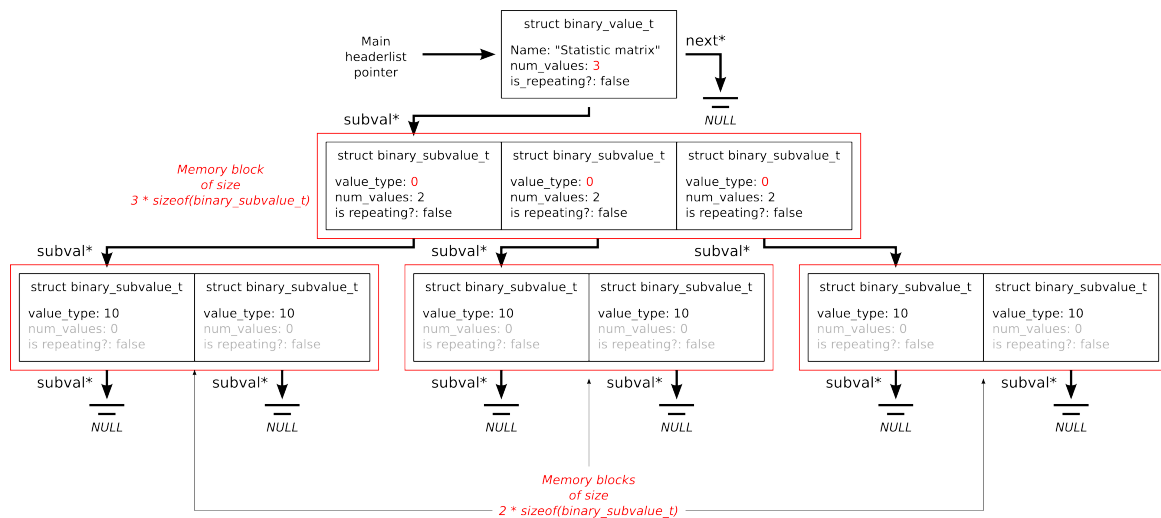 struct binary_value_t
Main
headerlist
pointer
Name: "Statistic matrix"
num_values: 3
is_repeating?: false
next*
NULL
subval*
Memory block
of size
3 * sizeof(binary_subvalue_t)
struct binary_subvalue_t
value_type: 0
num_values: 2
is repeating?: false
struct binary_subvalue_t
value_type: 0
num_values: 2
is repeating?: false
struct binary_subvalue_t
value_type: 0
num_values: 2
is repeating?: false
subval*
subval*
subval*
struct binary_subvalue_t
value_type: 10
num_values: 0
is repeating?: false
struct binary_subvalue_t
value_type: 10
num_values: 0
is repeating?: false
struct binary_subvalue_t
value_type: 10
num_values: 0
is repeating?: false
struct binary_subvalue_t
value_type: 10
num_values: 0
is repeating?: false
struct binary_subvalue_t
value_type: 10
num_values: 0
is repeating?: false
struct binary_subvalue_t
value_type: 10
num_values: 0
is repeating?: false
subval*
NULL
subval*
NULL
subval*
NULL
subval*
NULL
subval*
NULL
subval*
NULL
Memory blocks
of size
2 * sizeof(binary_subvalue_t)